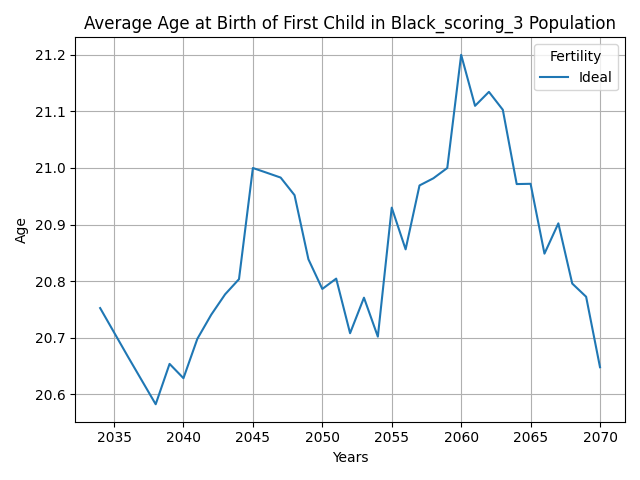 Average Age at Birth of First Child in Black_scoring_3 Population
Fertility
Ideal
21.2
21.1
21.0
20.9
20.8
20.7
20.6
Age
2035 2040 2045 2050 2055 2060 2065 2070
Years